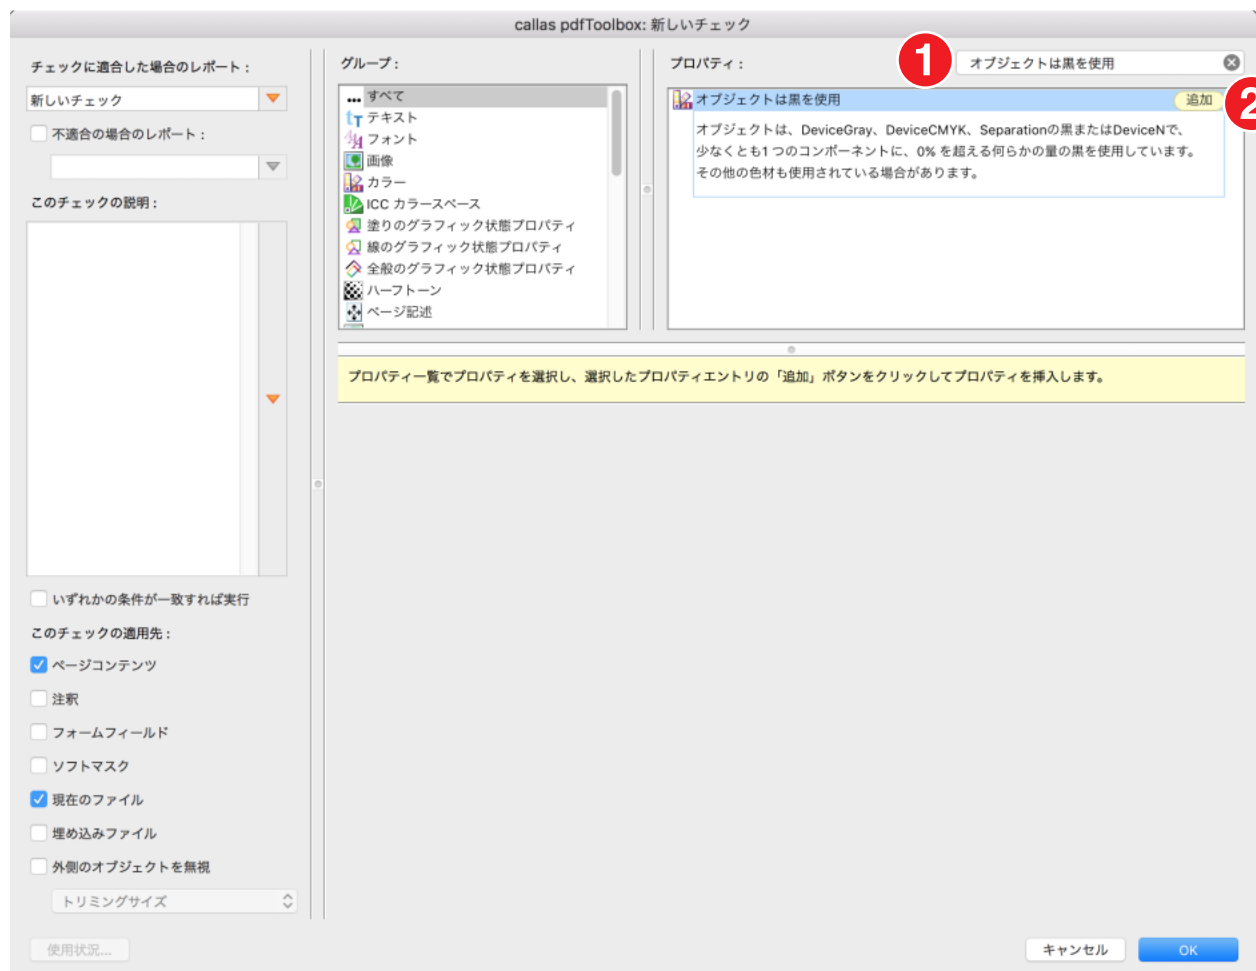 callas pdfToolbox: 新しいチェック
チェックに適合した場合のレポート :
新しいチェック
不適合の場合のレポート :
このチェックの説明 :
いずれかの条件が一致すれば実行
このチェックの適用先 :
ページコンテンツ
注釈
フォームフィールド
ソフトマスク
現在のファイル
埋め込みファイル
外側のオブジェクトを無視
トリミングサイズ
使用状況...
グループ :
すべて
テキスト
フォント
画像
カラー
ICC カラースペース
塗りのグラフィック状態プロパティ
線のグラフィック状態プロパティ
全般のグラフィック状態プロパティ
ハーフトーン
ページ記述
プロパティ :
1
オブジェクトは黒を使用
オブジェクトは黒を使用
追加
2
オブジェクトは、DeviceGray、DeviceCMYK、Separationの黒またはDeviceNで、
少なくとも1 つのコンポーネントに、0% を超える何らかの量の黒を使用しています。
その他の色材も使用されている場合があります。
プロパティ一覧でプロパティを選択し、選択したプロパティエントリの「追加」ボタンをクリックしてプロパティを挿入します。
キャンセル
OK